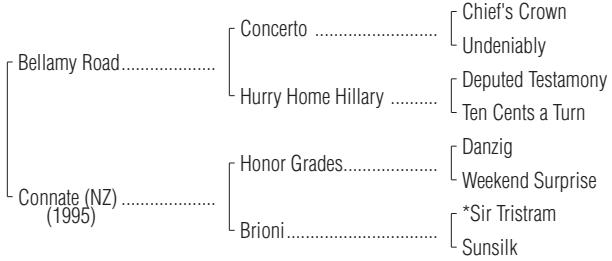 Chief's Crown
Concerto ....................
Undeniably
Bellamy Road....................
Deputed Testamony
Hurry Home Hillary ..........
Ten Cents a Turn
Danzig
Honor Grades....................
Weekend Surprise
Connate (NZ) ....................
(1995)
*Sir Tristram
Brioni................................
Sunsilk